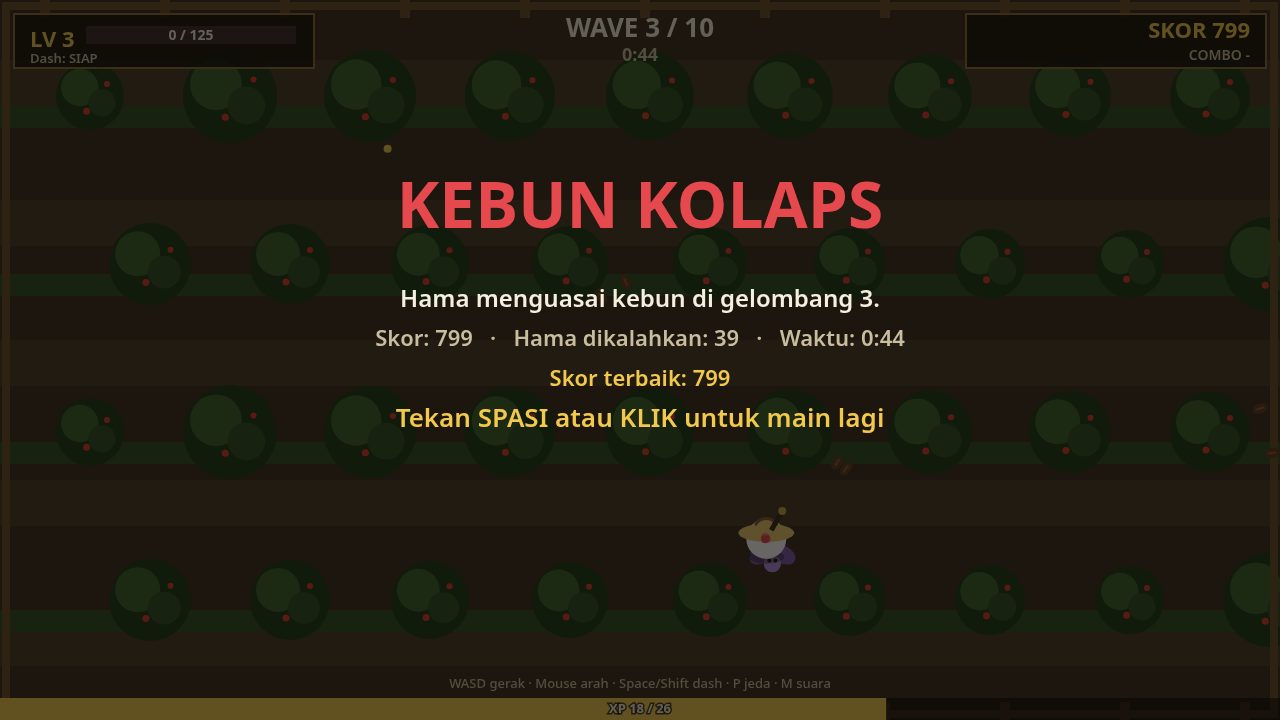 LV 3
0 / 125
Dash: SIAP
WAVE 3 / 10
0:44
SKOR 799
COMBO -
KEBUN KOLAPS
Hama menguasai kebun di gelombang 3.
Skor: 799 · Hama dikalahkan: 39 · Waktu: 0:44
Skor terbaik: 799
Tekan SPASI atau KLIK untuk main lagi
WASD gerak · Mouse arah · Space/Shift dash · P jeda · M suara
XP 18 / 26